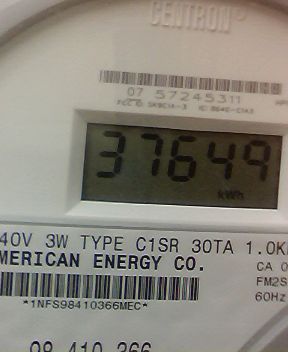 CENTRON®
07 57245311
37649
kWh
40V 3W TYPE C1SR 30TA 1.0K
MERICAN ENERGY CO.
CA 0
FM2S
60Hz
*1NFS98410366MEC*
98 410 366